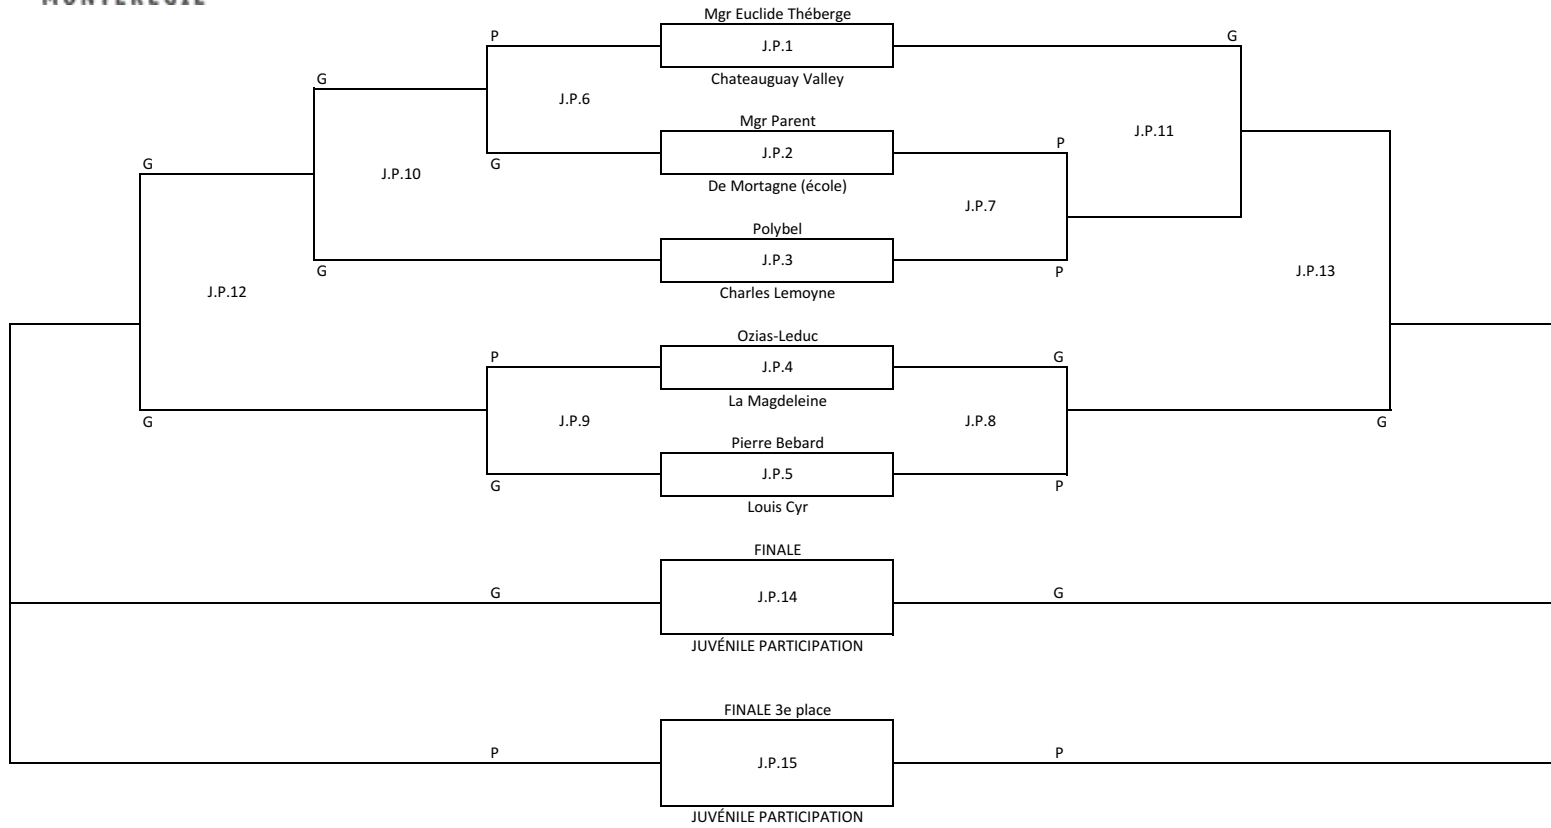 Mgr Euclide Théberge
P
J.P.1
G
Chateauguay Valley
G
J.P.6
Mgr Parent
J.P.11
P
J.P.2
G
G
J.P.10
De Mortagne (école)
J.P.7
Polybel
J.P.3
G
P
J.P.13
J.P.12
Charles Lemoyne
Ozias-Leduc
P
G
J.P.4
La Magdeleine
G
J.P.9
J.P.8
G
Pierre Bebard
J.P.5
G
P
Louis Cyr
FINALE
G
J.P.14
G
JUVÉNILE PARTICIPATION
FINALE 3e place
P
J.P.15
P
JUVÉNILE PARTICIPATION